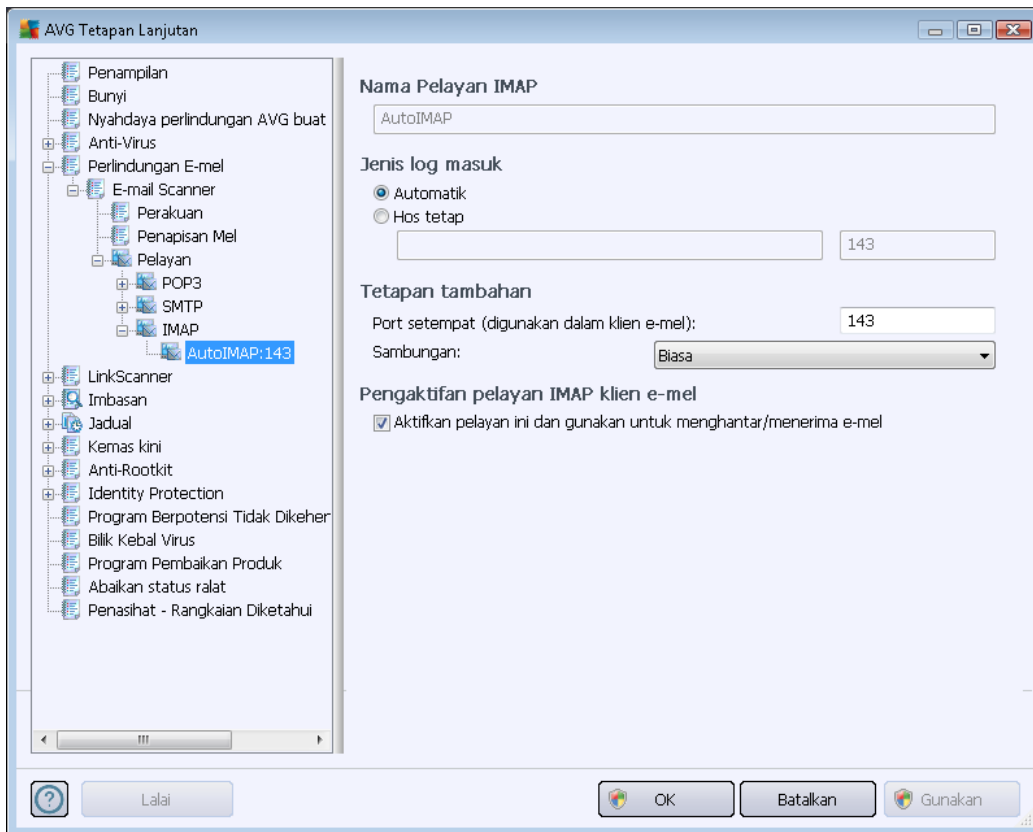 AVG Tetapan Lanjutan
Penampilan
Bunyi
Nyahdaya perlindungan AVG buat
Anti-Virus
Perlindungan E-mel
E-mail Scanner
Perakuan
Penapisan Mel
Pelayan
POP3
SMTP
IMAP
AutoIMAP:143
LinkScanner
Imbasan
Jadual
Kemas kini
Anti-Rootkit
Identity Protection
Program Berpotensi Tidak Dikeher
Bilik Kebal Virus
Program Pembaikan Produk
Abaikan status ralat
Penasihat - Rangkaian Diketahui
Nama Pelayan IMAP
AutoIMAP
Jenis log masuk
Automatik
Hos tetap
143
Tetapan tambahan
Port setempat (digunakan dalam klien e-mel): 143
Sambungan: Biasa
Pengaktifan pelayan IMAP klien e-mel
Aktifkan pelayan ini dan gunakan untuk menghantar/menerima e-mel
Lalai OK Batalkan Gunakan